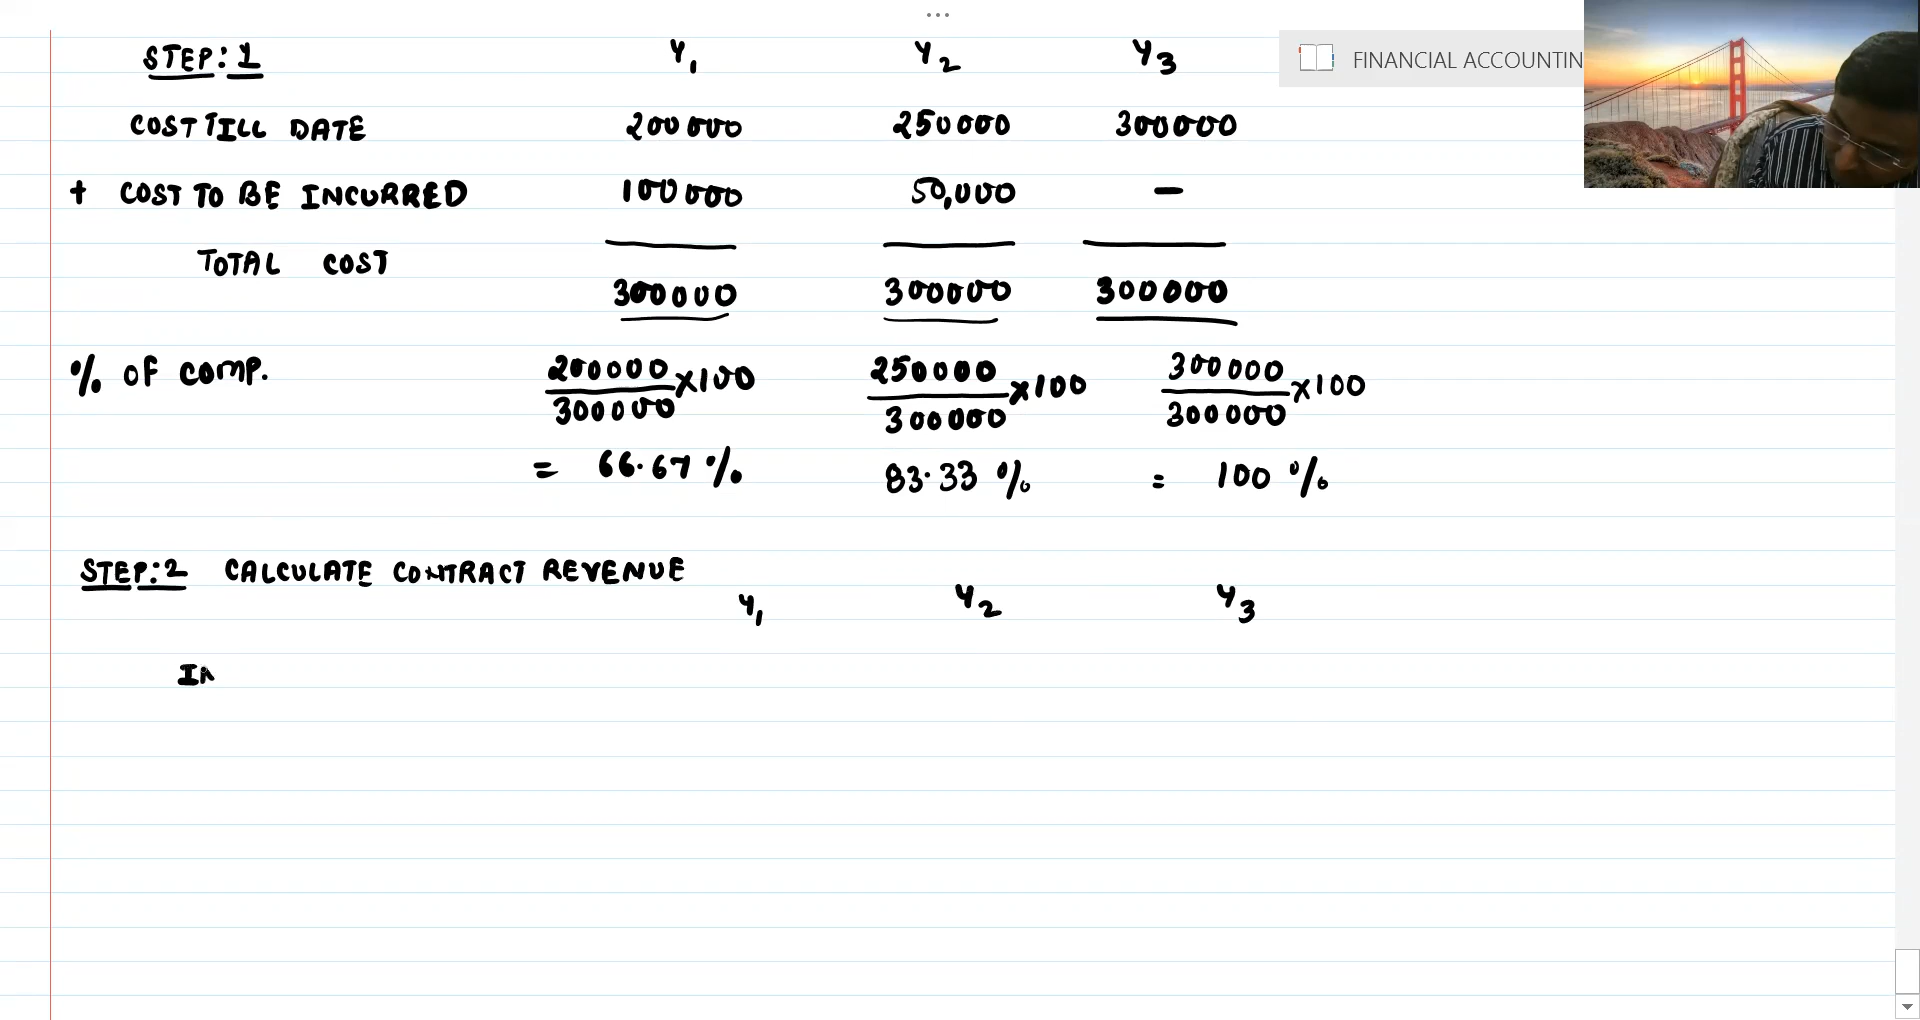 ...
STEP:1 Y1 Y2 Y3
FINANCIAL ACCOUNTIN
COST TILL DATE 200000 250000 300000
+ COST TO BE INCURRED 100000 50,000 —
TOTAL COST
300000 300000 300000
% OF COMP. 200000/300000 x100 250000/300000 x100 300000/300000 x100
= 66.67% 83.33% = 100%
STEP:2 CALCULATE CONTRACT REVENUE
Y1 Y2 Y3